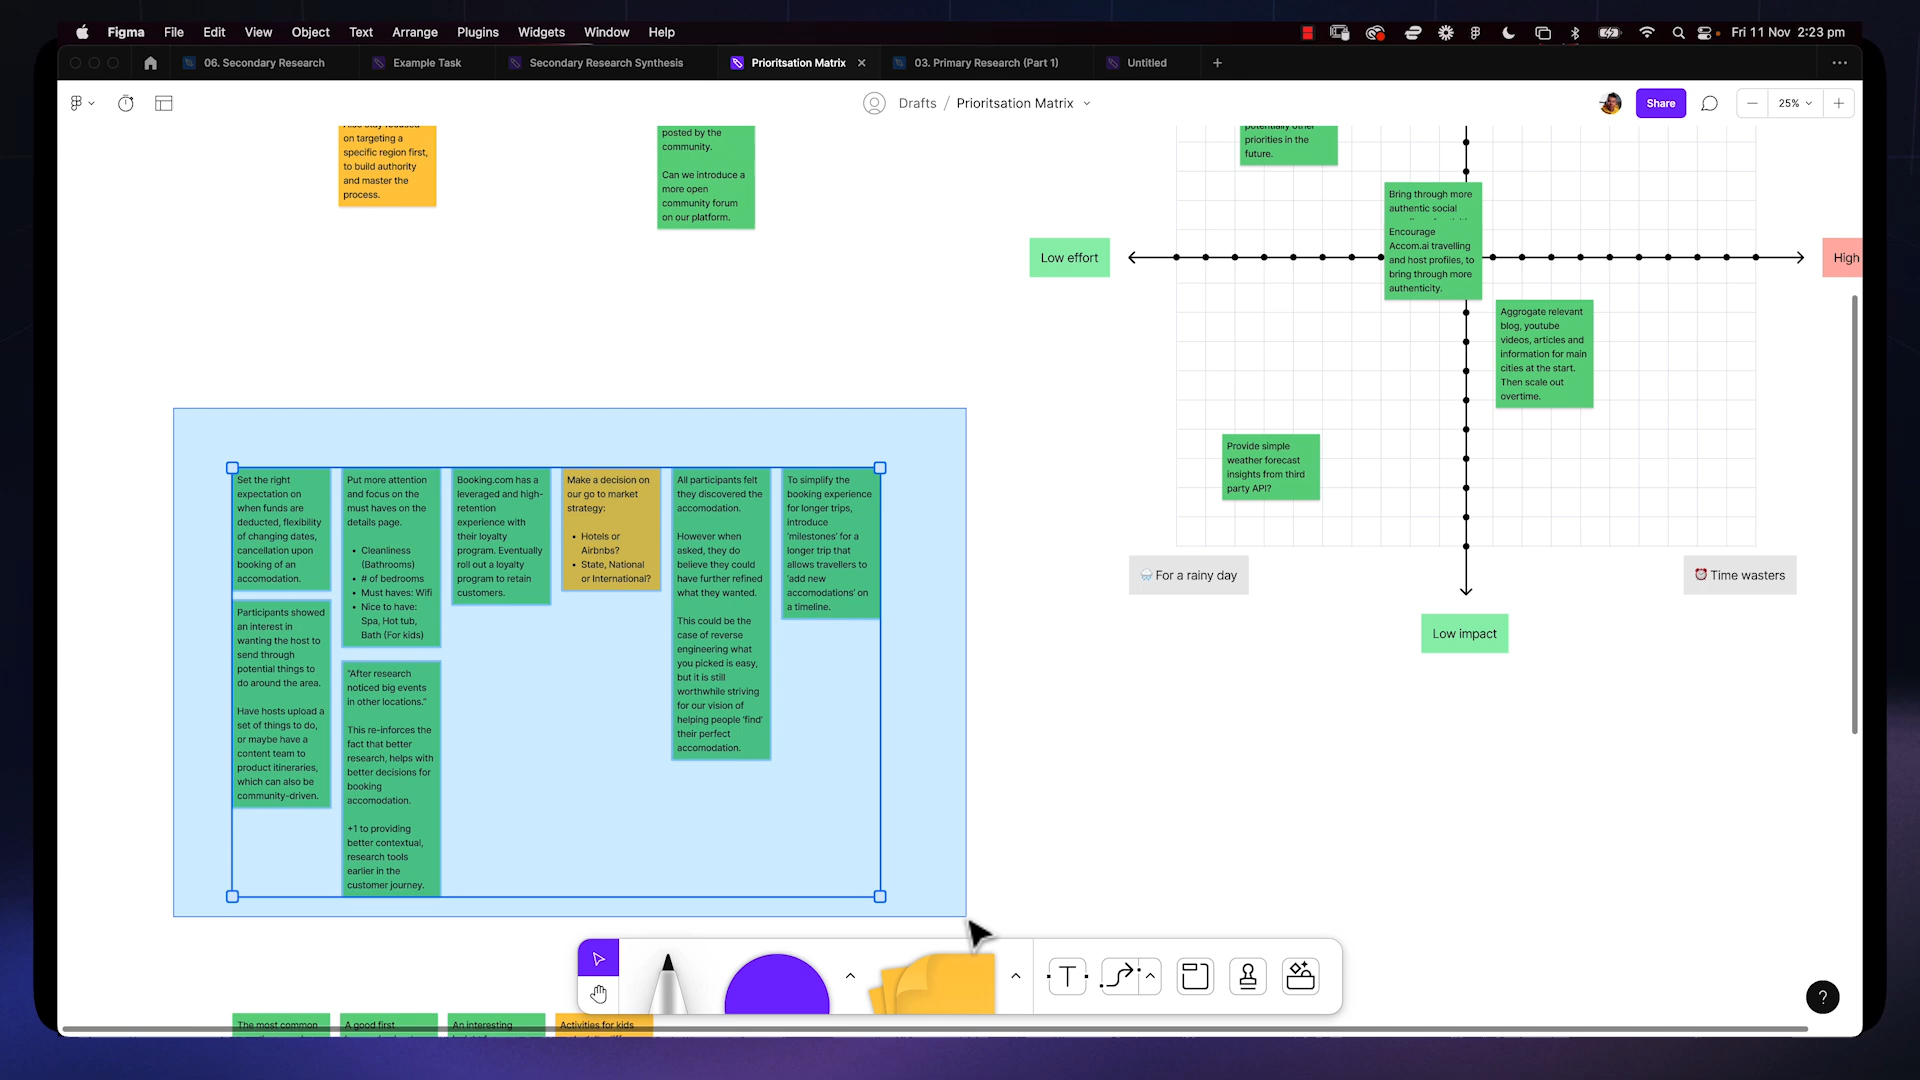 Figma File Edit View Object Text Arrange Plugins Widgets Window Help
Fri 11 Nov 2:23 pm
06. Secondary Research
Example Task
Secondary Research Synthesis
Prioritsation Matrix
03. Primary Research (Part 1)
Untitled
Drafts / Prioritsation Matrix
Share
25%
Also stay focused
on targeting a
specific region first,
to build authority
and master the
process.
posted by the
community.
Can we introduce a
more open
community forum
on our platform.
potentially other
priorities in the
future.
Bring through more
authentic social
Encourage
Accom.ai travelling
and host profiles, to
bring through more
authenticity.
Low effort
High
Aggrogate relevant
blog, youtube
videos, articles and
information for main
cities at the start.
Then scale out
overtime.
Provide simple
weather forecast
insights from third
party API?
For a rainy day
Time wasters
Low impact
Set the right
expectation on
when funds are
deducted, flexibility
of changing dates,
cancellation upon
booking of an
accomodation.
Participants showed
an interest in
wanting the host to
send through
potential things to
do around the area.
Have hosts upload a
set of things to do,
or maybe have a
content team to
product itineraries,
which can also be
community-driven.
Put more attention
and focus on the
must haves on the
details page.
• Cleanliness
(Bathrooms)
• # of bedrooms
• Must haves: Wifi
• Nice to have:
Spa, Hot tub,
Bath (For kids)
"After research
noticed big events
in other locations."
This re-inforces the
fact that better
research, helps with
better decisions for
booking
accomodation.
+1 to providing
better contextual,
research tools
earlier in the
customer journey.
Booking.com has a
leveraged and high-
retention
experience with
their loyalty
program. Eventually
roll out a loyalty
program to retain
customers.
Make a decision on
our go to market
strategy:
• Hotels or
Airbnbs?
• State, National
or International?
All participants felt
they discovered the
accomodation.
However when
asked, they do
believe they could
have further refined
what they wanted.
This could be the
case of reverse
engineering what
you picked is easy,
but it is still
worthwhile striving
for our vision of
helping people 'find'
their perfect
accomodation.
To simplify the
booking experience
for longer trips,
introduce
'milestones' for a
longer trip that
allows travellers to
'add new
accomodations' on
a timeline.
The most common
A good first
An interesting
Activities for kids
T
?